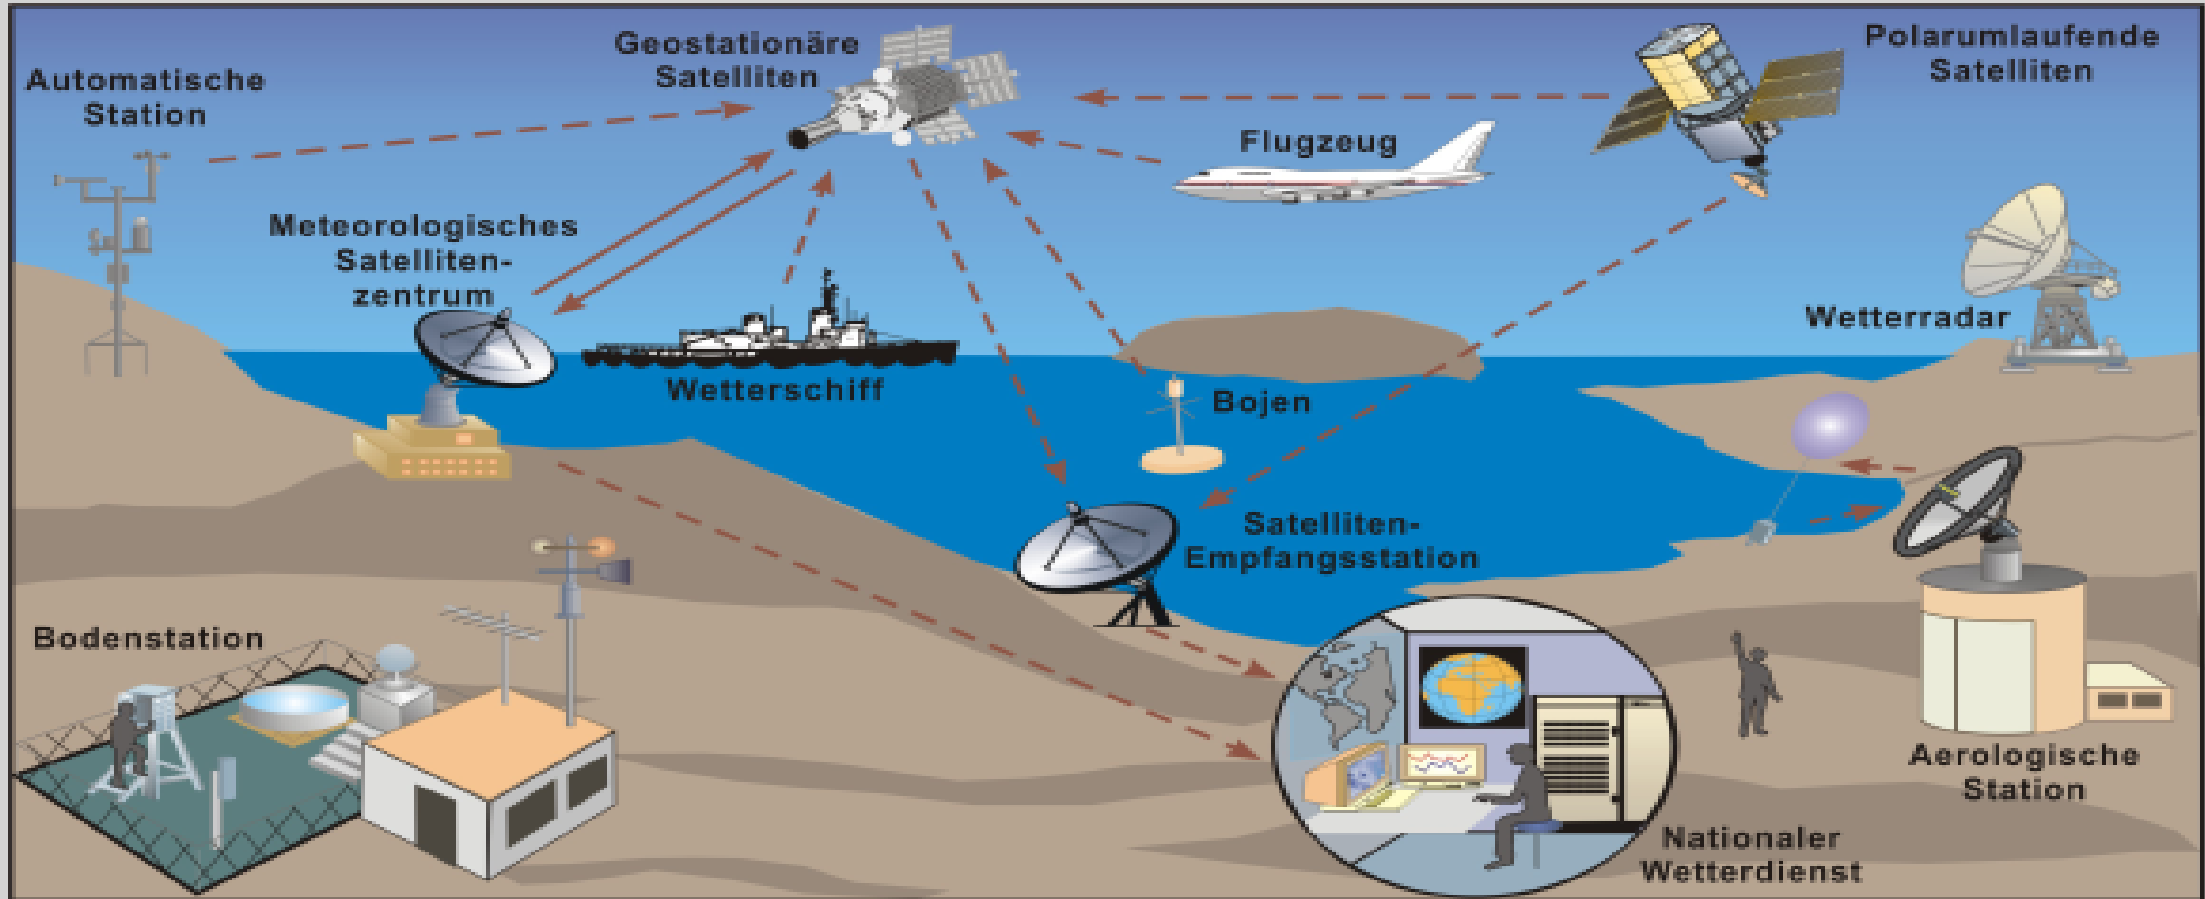 Geostationäre
Satelliten
Polarumlaufende
Satelliten
Automatische
Station
Flugzeug
Meteorologisches
Satelliten-
zentrum
Wetterradar
Wetterschiff
Bojen
Satelliten-
Empfangsstation
Bodenstation
Aerologische
Station
Nationaler
Wetterdienst